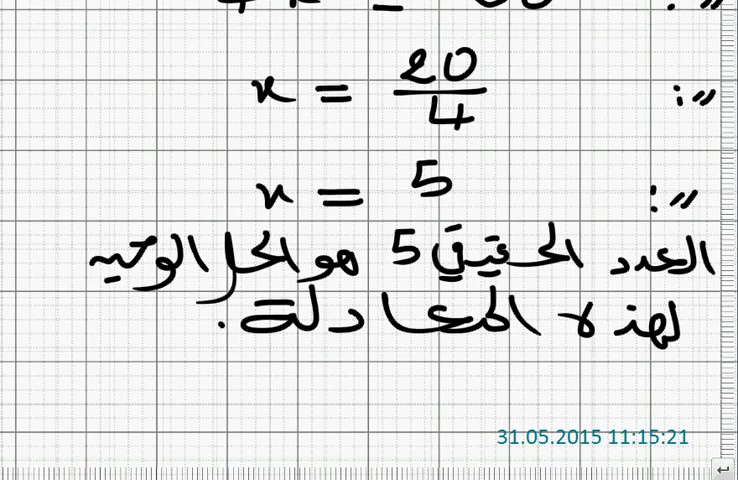 ": x = 20/4
": x = 5
العدد الحقيقي 5 هو الحل الوحيد
لهذه المعادلة.
31.05.2015 11:15:21